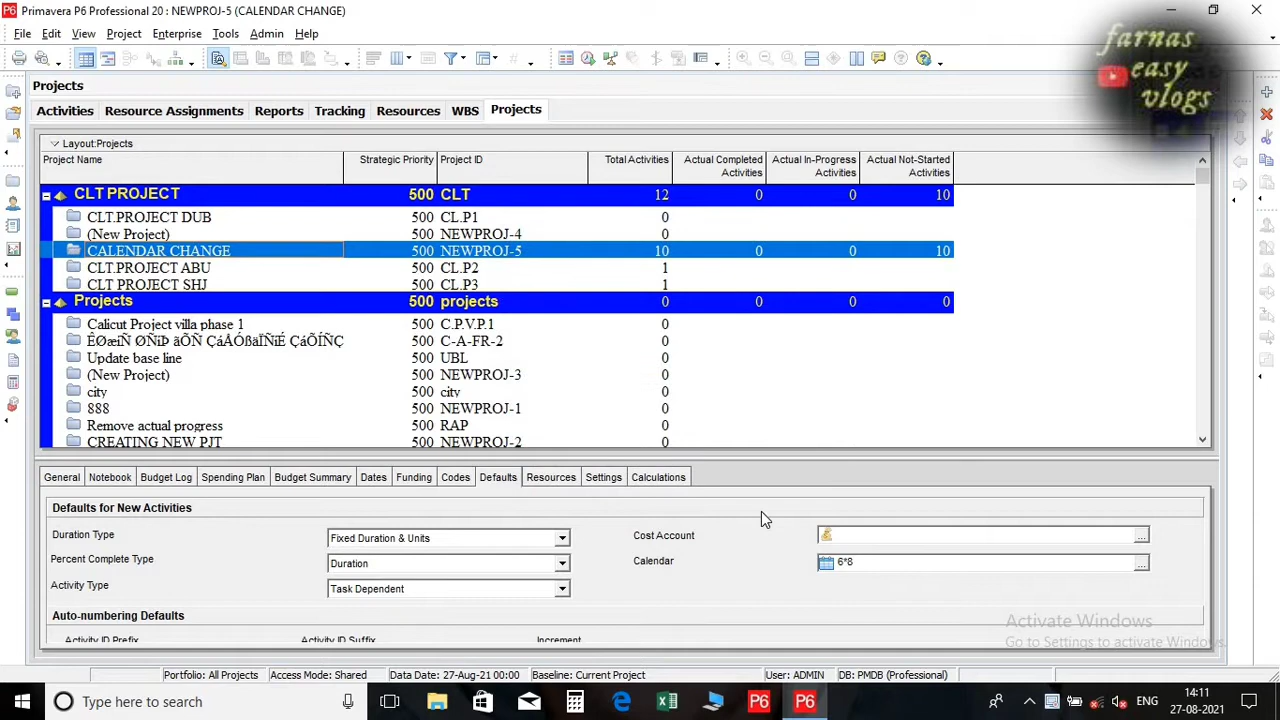 Primavera P6 Professional 20 : NEWPROJ-5 (CALENDAR CHANGE)
File Edit View Project Enterprise Tools Admin Help
farnas
easy
vlogs
Projects
Activities Resource Assignments Reports Tracking Resources WBS Projects
Layout:Projects
Project Name Strategic Priority Project ID Total Activities Actual Completed Activities Actual In-Progress Activities Actual Not-Started Activities
CLT PROJECT 500 CLT 12 0 0 10
CLT.PROJECT DUB 500 CL.P1 0
(New Project) 500 NEWPROJ-4 0
CALENDAR CHANGE 500 NEWPROJ-5 10 0 0 10
CLT.PROJECT ABU 500 CL.P2 1
CLT PROJECT SHJ 500 CL.P3 1
Projects 500 projects 0 0 0 0
Calicut Project villa phase 1 500 C.P.V.P.1 0
500 C-A-FR-2 0
Update base line 500 UBL 0
(New Project) 500 NEWPROJ-3 0
city 500 city 0
888 500 NEWPROJ-1 0
Remove actual progress 500 RAP 0
CREATING NEW PJT 500 NEWPROJ-2 0
General Notebook Budget Log Spending Plan Budget Summary Dates Funding Codes Defaults Resources Settings Calculations
Defaults for New Activities
Duration Type Fixed Duration & Units Cost Account
Percent Complete Type Duration Calendar 6*8
Activity Type Task Dependent
Auto-numbering Defaults
Activity ID Prefix Activity ID Suffix Increment
Activate Windows
Go to Settings to activate Windows.
Portfolio: All Projects Access Mode: Shared Data Date: 27-Aug-21 00:00 Baseline: Current Project User: ADMIN DB: PMDB (Professional)
Type here to search
ENG
14:11
27-08-2021